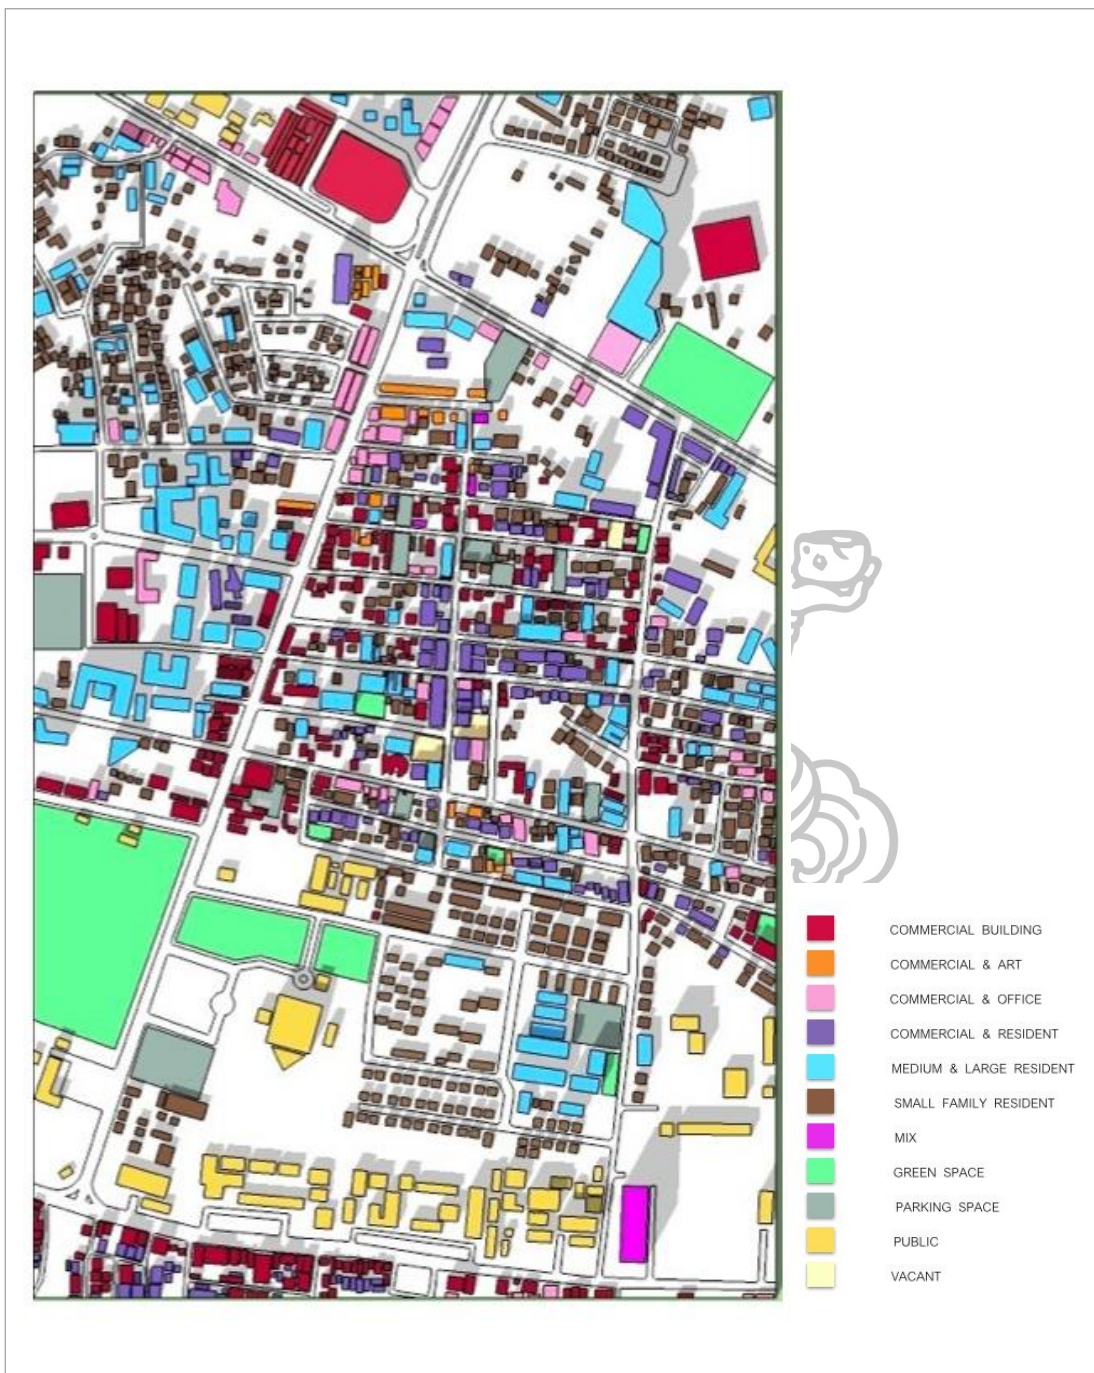 COMMERCIAL BUILDING
COMMERCIAL & ART
COMMERCIAL & OFFICE
COMMERCIAL & RESIDENT
MEDIUM & LARGE RESIDENT
SMALL FAMILY RESIDENT
MIX
GREEN SPACE
PARKING SPACE
PUBLIC
VACANT